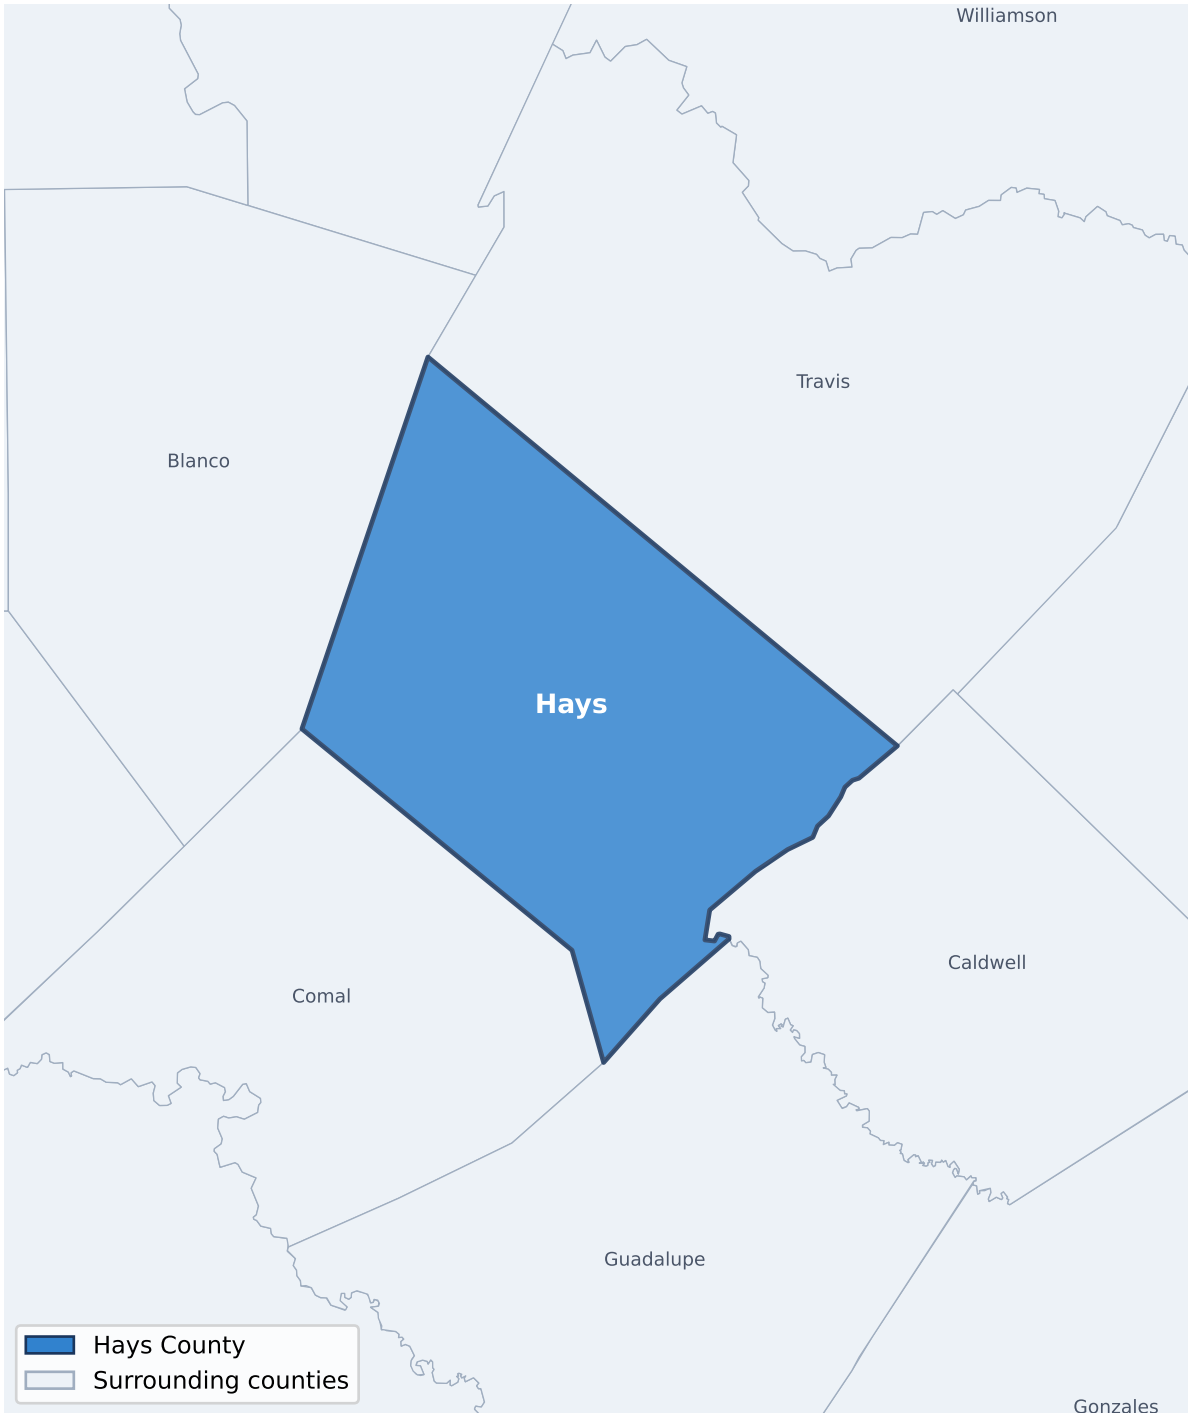 Williamson
Travis
Blanco
Hays
Caldwell
Comal
Guadalupe
Hays County
Surrounding counties
Gonzales